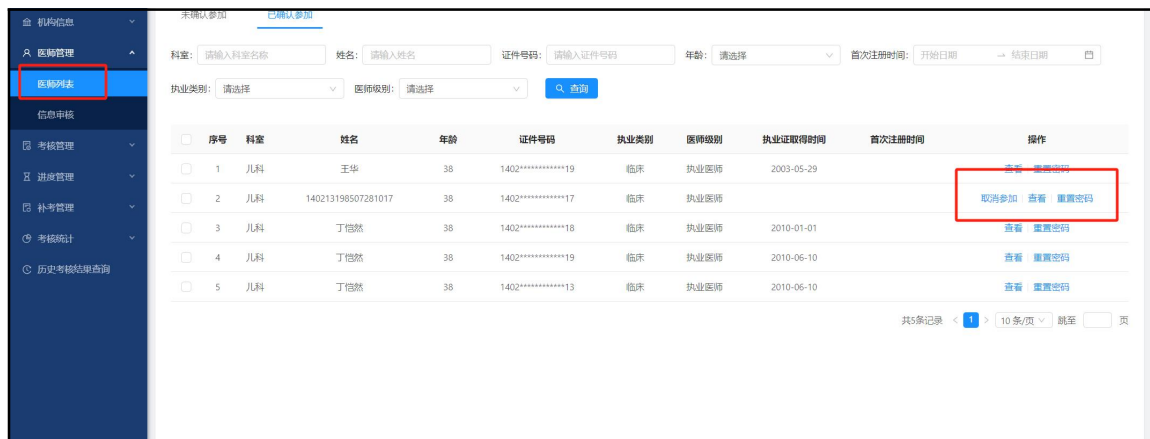 机构信息
医师管理
医师列表
信息审核
考核管理
进度管理
补考管理
考核统计
历史考核结果查询
未确认参加 已确认参加
科室: 请输入科室名称 姓名: 请输入姓名 证件号码: 请输入证件号码 年龄: 请选择 首次注册时间: 开始日期 → 结束日期
执业类别: 请选择 医师级别: 请选择 查询
序号 科室 姓名 年龄 证件号码 执业类别 医师级别 执业证取得时间 首次注册时间 操作
1 儿科 王华 38 1402************19 临床 执业医师 2003-05-29 查看 重置密码
2 儿科 140213198507281017 38 1402************17 临床 执业医师 取消参加 查看 重置密码
3 儿科 丁恺然 38 1402************18 临床 执业医师 2010-01-01 查看 重置密码
4 儿科 丁恺然 38 1402************19 临床 执业医师 2010-06-10 查看 重置密码
5 儿科 丁恺然 38 1402************13 临床 执业医师 2010-06-10 查看 重置密码
共5条记录 < 1 > 10 条/页 跳至 页